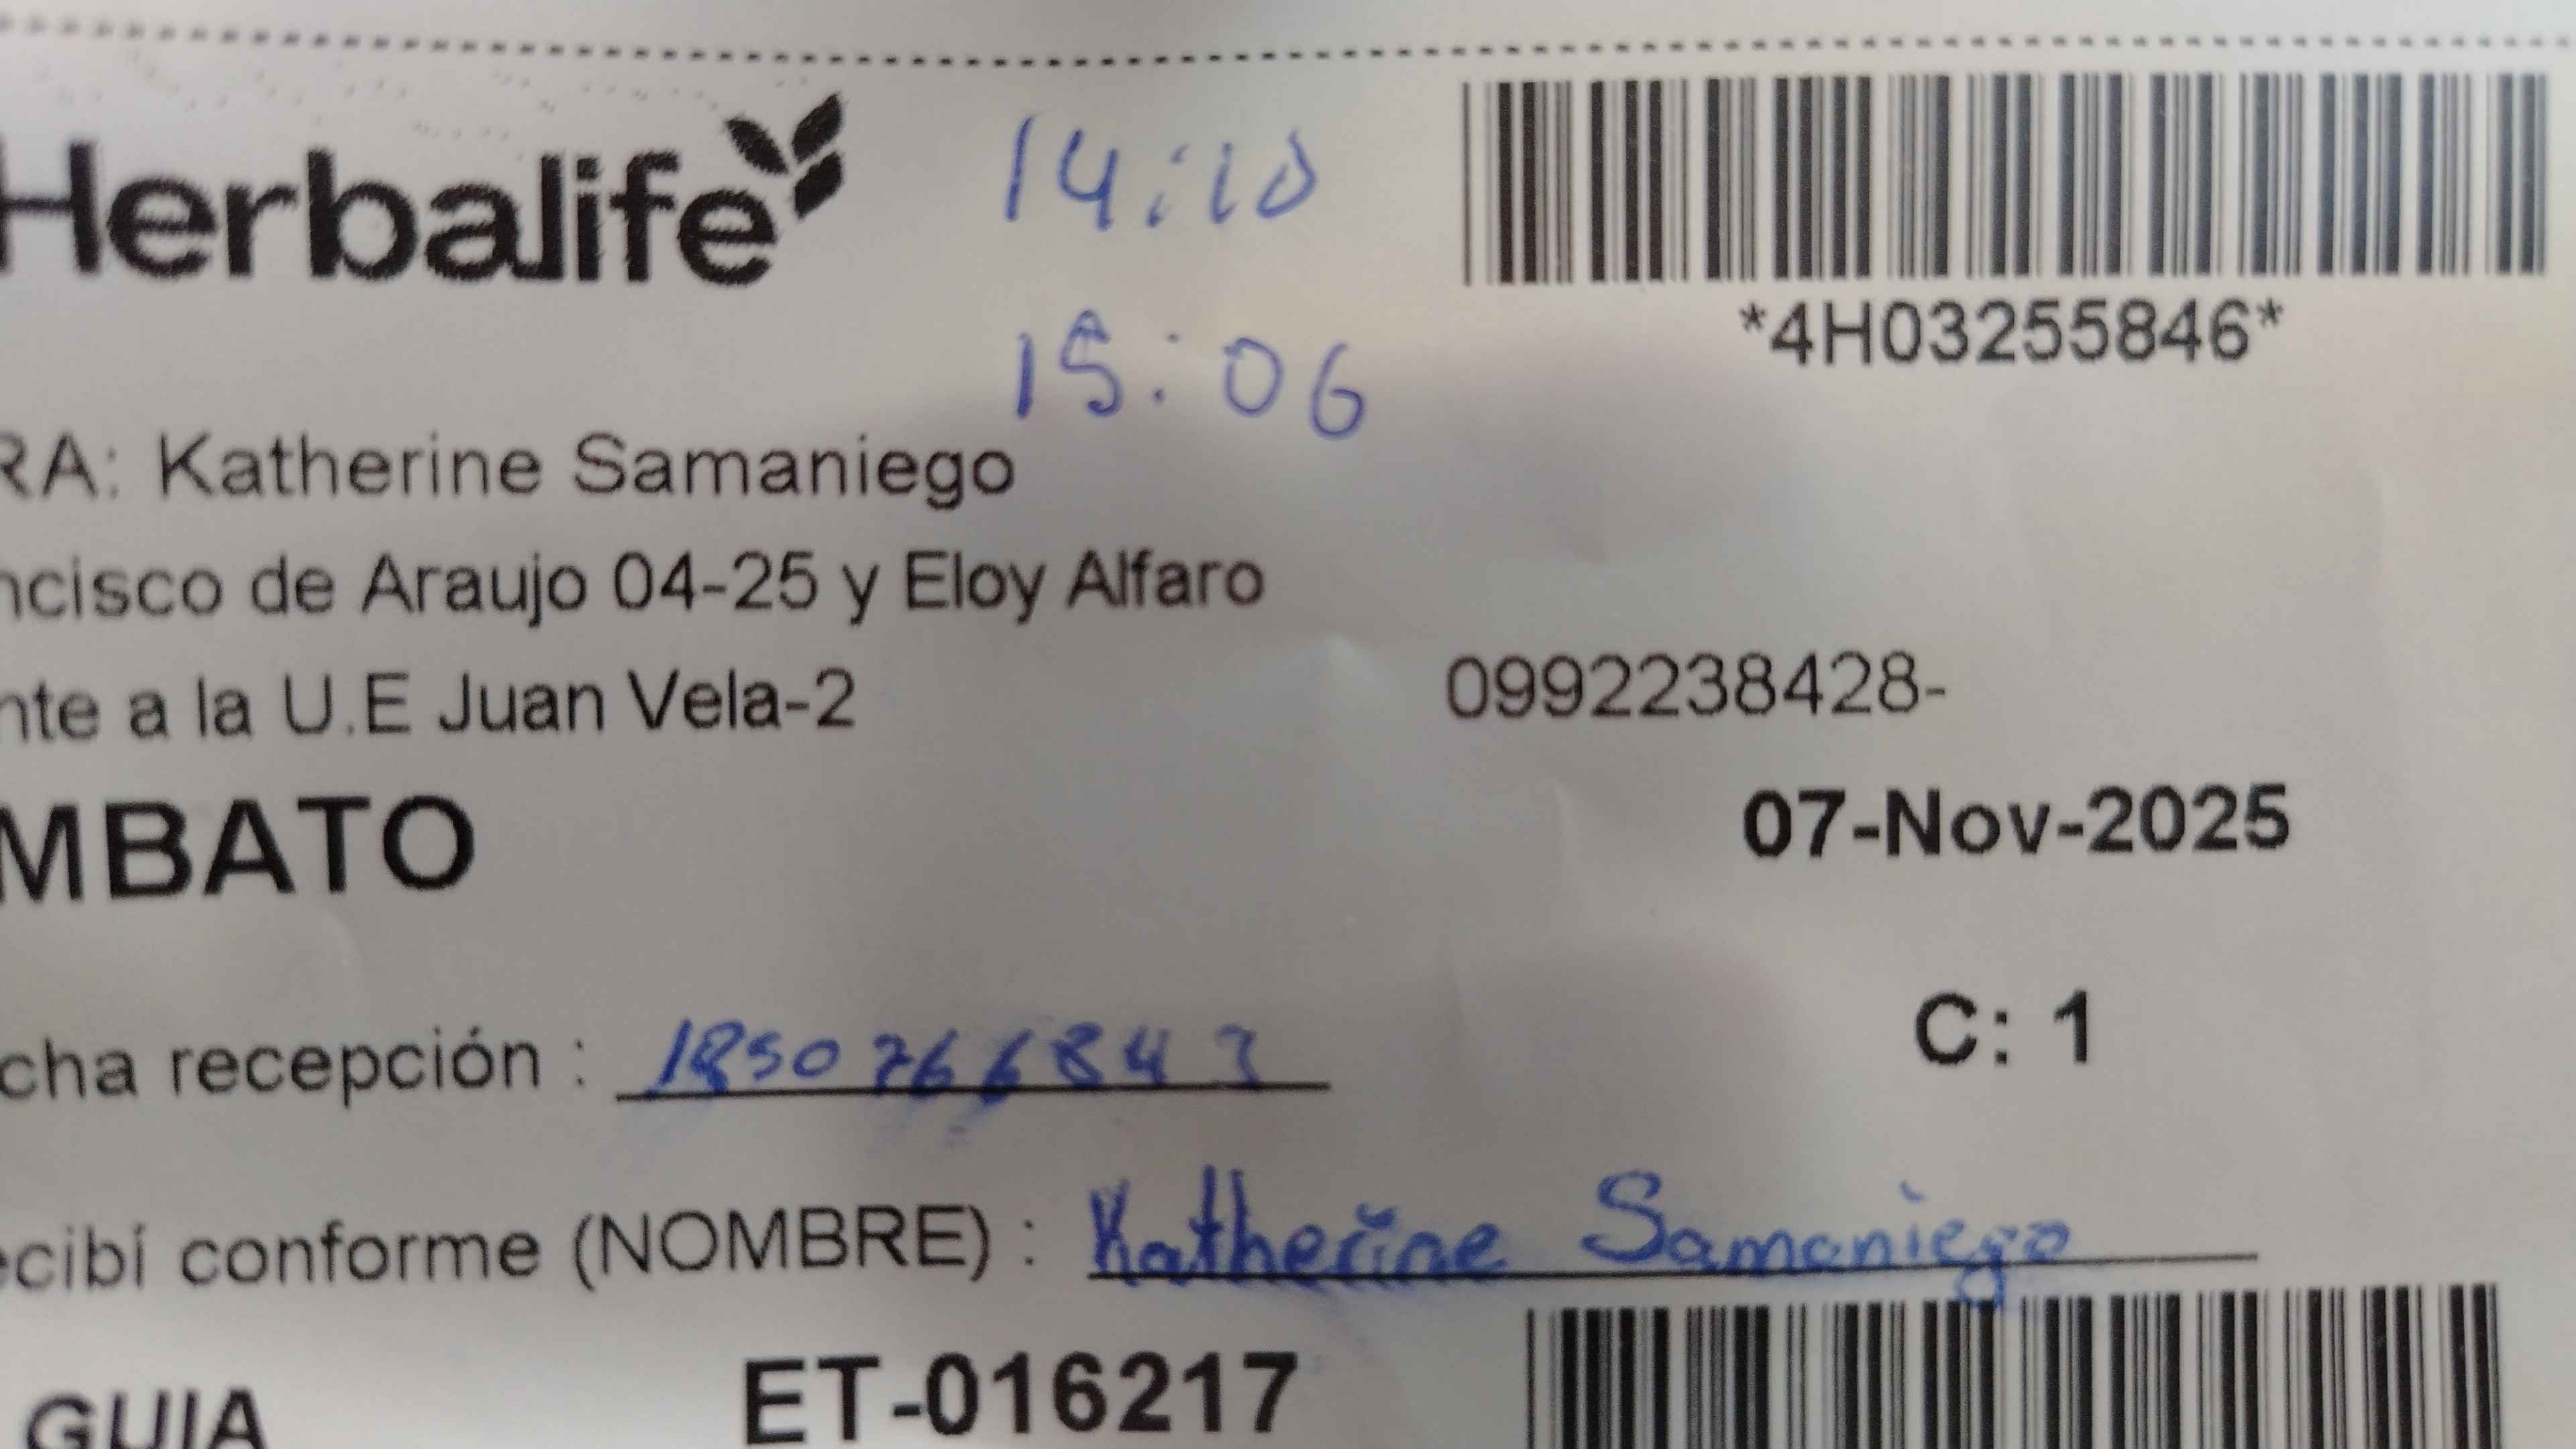 Herbalife
14:10
*4H03255846*
15:06
RA: Katherine Samaniego
ncisco de Araujo 04-25 y Eloy Alfaro
nte a la U.E Juan Vela-2
0992238428-
MBATO
07-Nov-2025
C: 1
cha recepción : 1850766843
ecibí conforme (NOMBRE) : Katherine Samaniego
GUIA
ET-016217